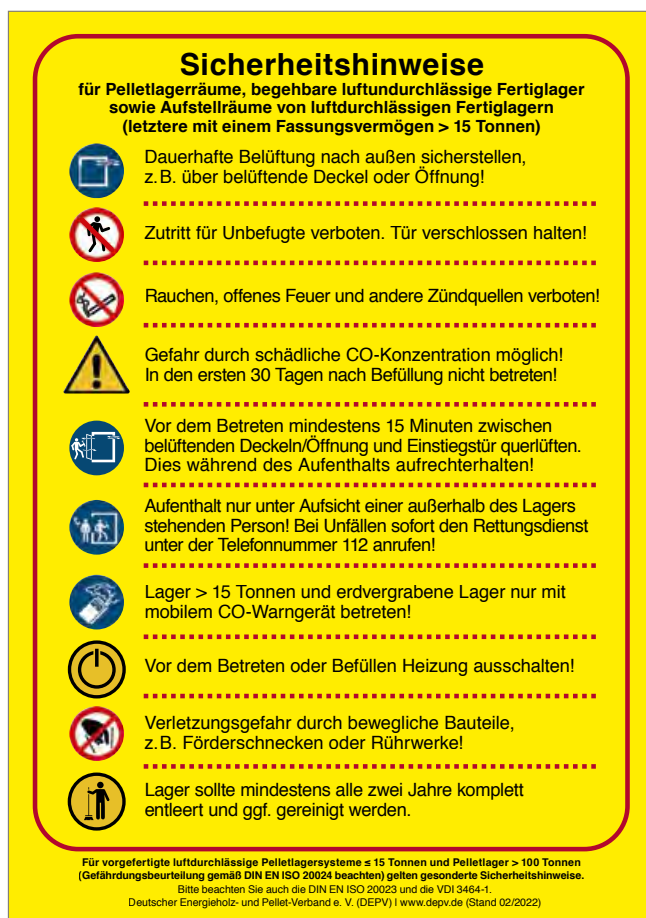 Sicherheitshinweise
für Pelletlagerräume, begehbare luftundurchlässige Fertiglager
sowie Aufstellräume von luftdurchlässigen Fertiglagern
(letztere mit einem Fassungsvermögen > 15 Tonnen)
Dauerhafte Belüftung nach außen sicherstellen,
z.B. über belüftende Deckel oder Öffnung!
Zutritt für Unbefugte verboten. Tür verschlossen halten!
Rauchen, offenes Feuer und andere Zündquellen verboten!
Gefahr durch schädliche CO-Konzentration möglich!
In den ersten 30 Tagen nach Befüllung nicht betreten!
Vor dem Betreten mindestens 15 Minuten zwischen
belüftenden Deckeln/Öffnung und Einstiegstür querlüften.
Dies während des Aufenthalts aufrechterhalten!
Aufenthalt nur unter Aufsicht einer außerhalb des Lagers
stehenden Person! Bei Unfällen sofort den Rettungsdienst
unter der Telefonnummer 112 anrufen!
Lager > 15 Tonnen und erdvergrabene Lager nur mit
mobilem CO-Warngerät betreten!
Vor dem Betreten oder Befüllen Heizung ausschalten!
Verletzungsgefahr durch bewegliche Bauteile,
z.B. Förderschnecken oder Rührwerke!
Lager sollte mindestens alle zwei Jahre komplett
entleert und ggf. gereinigt werden.
Für vorgefertigte luftdurchlässige Pelletlagersysteme ≤ 15 Tonnen und Pelletlager > 100 Tonnen
(Gefährdungsbeurteilung gemäß DIN EN ISO 20024 beachten) gelten gesonderte Sicherheitshinweise.
Bitte beachten Sie auch die DIN EN ISO 20023 und die VDI 3464-1.
Deutscher Energieholz- und Pellet-Verband e. V. (DEPV) I www.depv.de (Stand 02/2022)